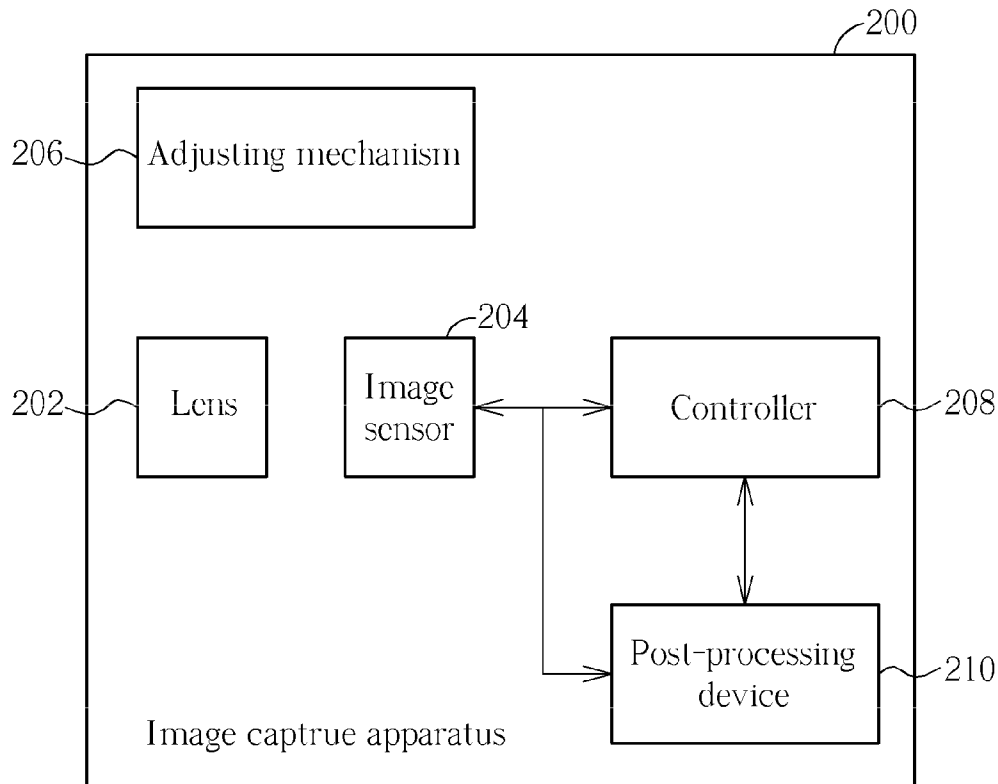 200
206
Adjusting mechanism
204
202
Lens
Image
sensor
Controller
208
Post-processing
device
210
Image captrue apparatus